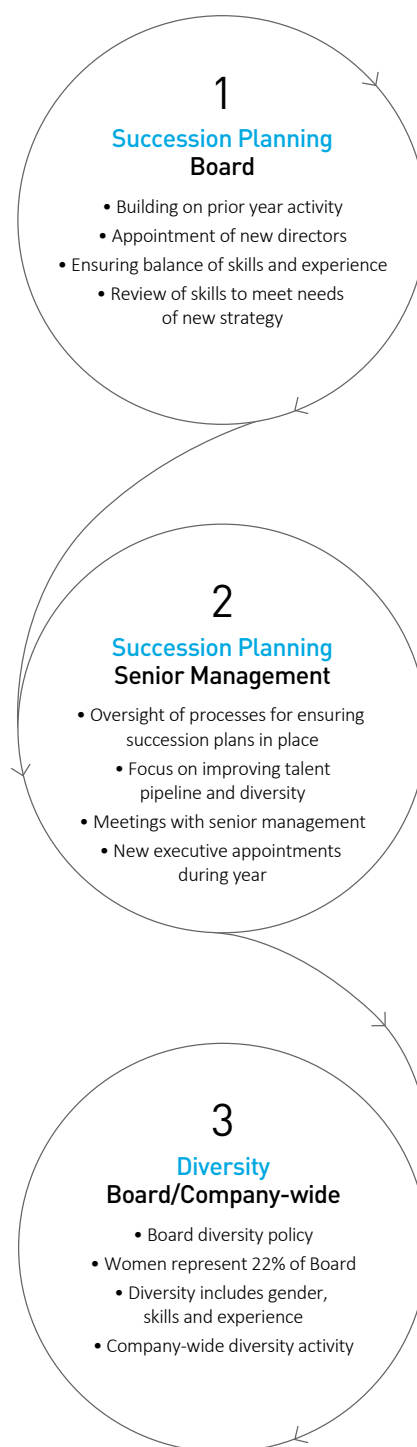 1
Succession Planning
Board
• Building on prior year activity
• Appointment of new directors
• Ensuring balance of skills and experience
• Review of skills to meet needs
of new strategy
2
Succession Planning
Senior Management
• Oversight of processes for ensuring
succession plans in place
• Focus on improving talent
pipeline and diversity
• Meetings with senior management
• New executive appointments
during year
3
Diversity
Board/Company-wide
• Board diversity policy
• Women represent 22% of Board
• Diversity includes gender,
skills and experience
• Company-wide diversity activity